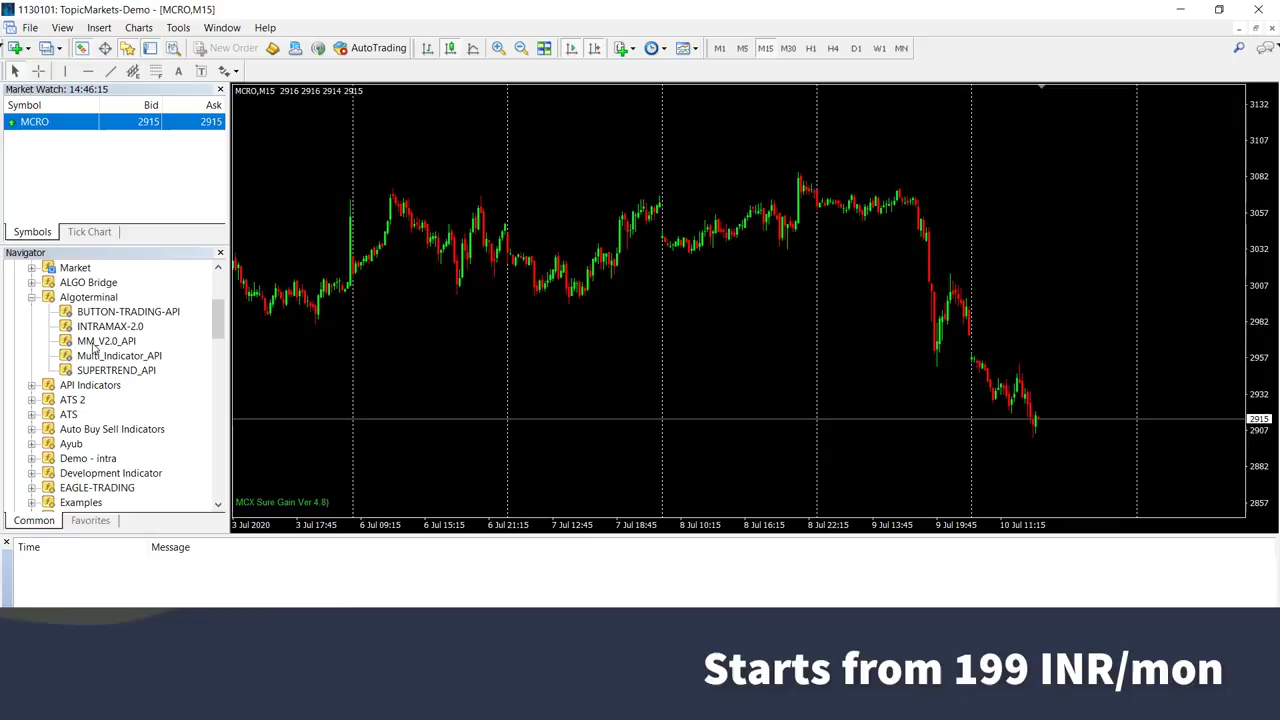 1130101: TopicMarkets-Demo - [MCRO,M15]
File View Insert Charts Tools Window Help
New Order AutoTrading M1 M5 M15 M30 H1 H4 D1 W1 MN
Market Watch: 14:46:15
Symbol Bid Ask
MCRO 2915 2915
Symbols Tick Chart
Navigator
Market
ALGO Bridge
Algoterminal
BUTTON-TRADING-API
INTRAMAX-2.0
MM_V2.0_API
Multi_Indicator_API
SUPERTREND_API
API Indicators
ATS 2
ATS
Auto Buy Sell Indicators
Ayub
Demo - intra
Development Indicator
EAGLE-TRADING
Examples
Common Favorites
MCRO,M15 2916 2916 2914 2915
3132
3107
3082
3057
3032
3007
2982
2957
2932
2915
2907
2882
2857
MCX Sure Gain Ver 4.8)
3 Jul 2020 3 Jul 17:45 6 Jul 09:15 6 Jul 15:15 6 Jul 21:15 7 Jul 12:45 7 Jul 18:45 8 Jul 10:15 8 Jul 16:15 8 Jul 22:15 9 Jul 13:45 9 Jul 19:45 10 Jul 11:15
Time Message
Starts from 199 INR/mon